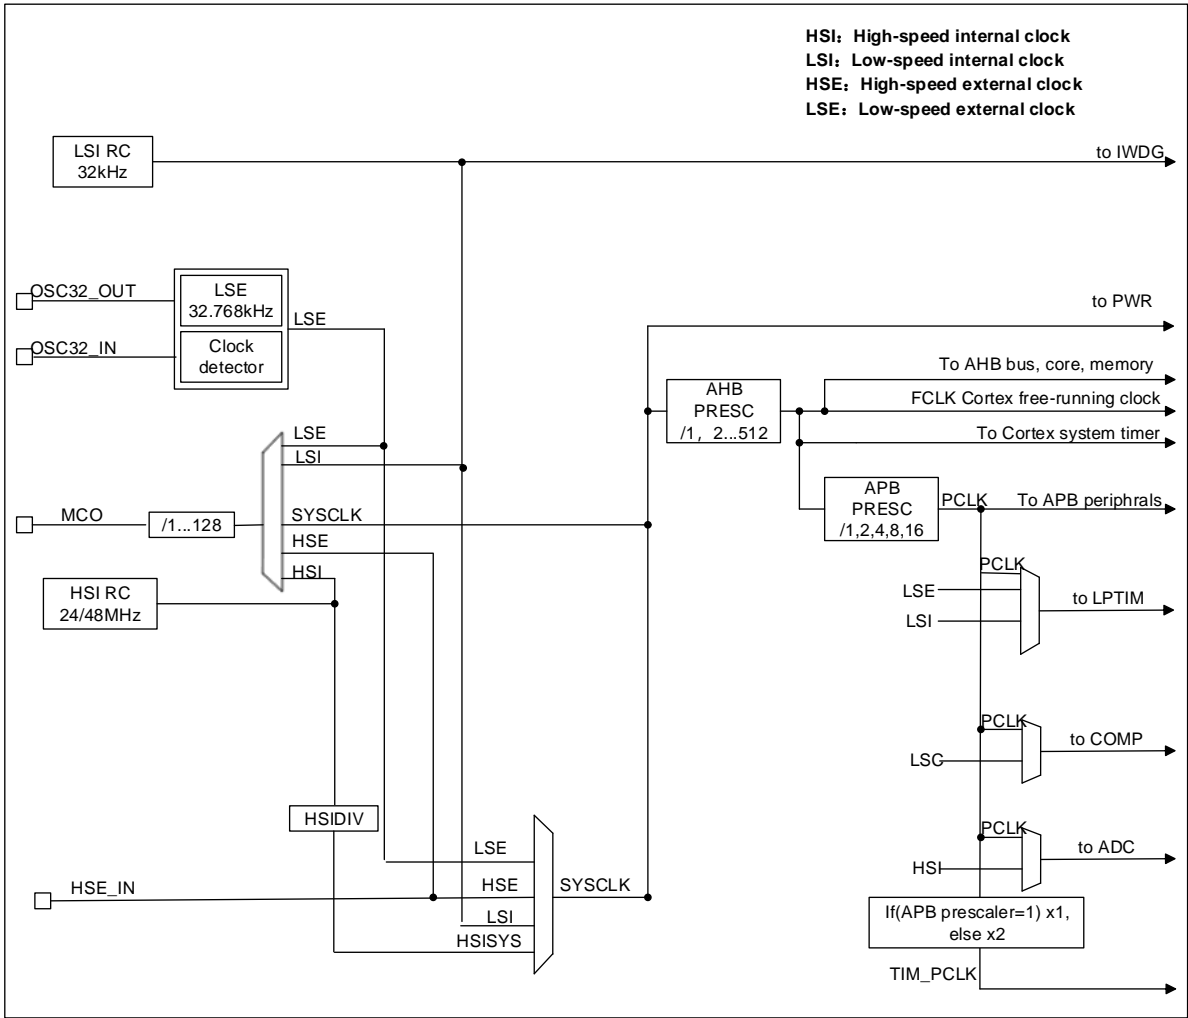 HSI：High-speed internal clock
LSI：Low-speed internal clock
HSE：High-speed external clock
LSE：Low-speed external clock
LSI RC
32kHz
to IWDG
OSC32_OUT
LSE
32.768kHz
LSE
to PWR
OSC32_IN
Clock
detector
To AHB bus, core, memory
AHB
PRESC
/1，2...512
FCLK Cortex free-running clock
To Cortex system timer
LSE
LSI
APB
PRESC
/1,2,4,8,16
PCLK
To APB periphrals
MCO
/1...128
SYSCLK
HSE
HSI
PCLK
LSE
LSI
to LPTIM
HSI RC
24/48MHz
PCLK
LSC
to COMP
HSIDIV
PCLK
HSI
to ADC
LSE
HSE_IN
HSE
SYSCLK
LSI
HSISYS
If(APB prescaler=1) x1,
else x2
TIM_PCLK